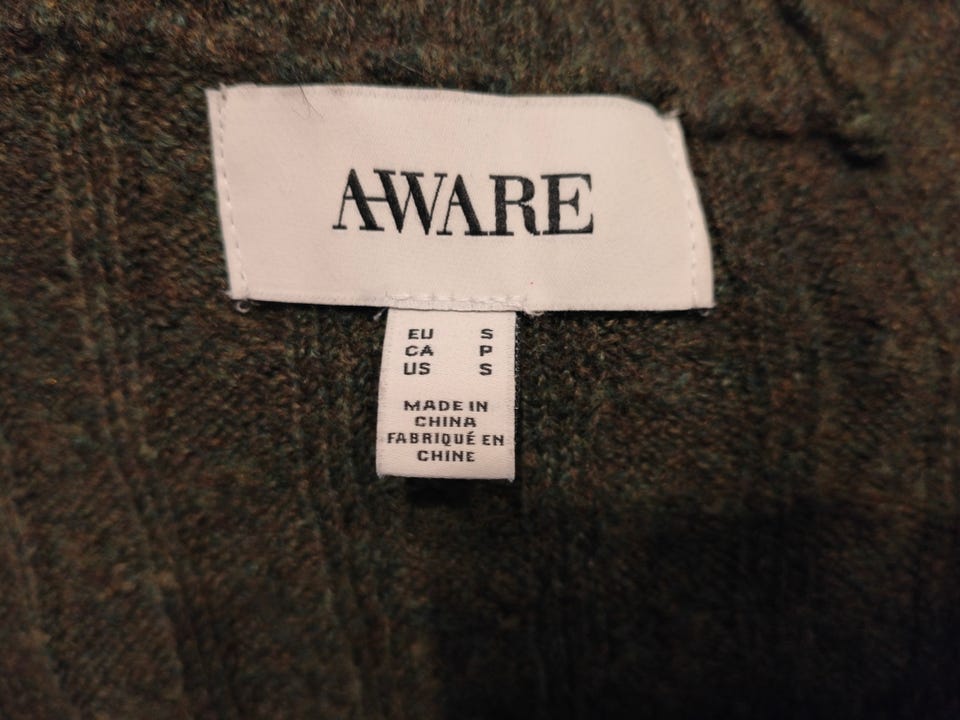 AWARE
EU S
CA P
US S
MADE IN
CHINA
FABRIQUÉ EN
CHINE